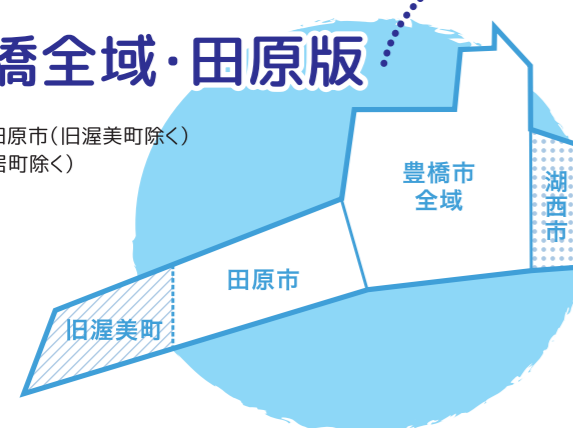 橋全域・田原版
田原市(旧渥美町除く)
居町除く)
豊橋市
全域
湖西市
田原市
旧渥美町